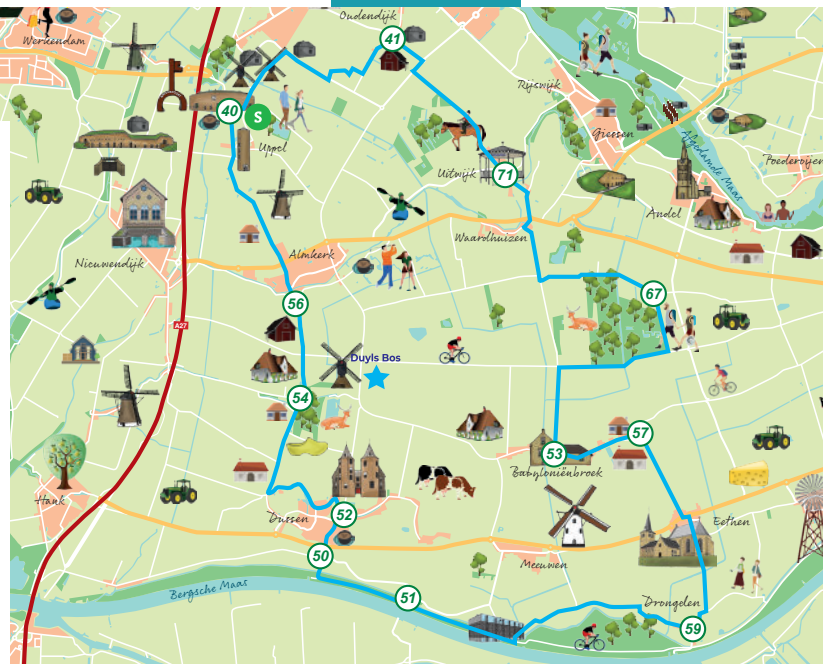 Oudendijk
41
Werkendam
Rijswijk
40
S
Giessen
Uppel
Afgedamde Maas
Poederoijen
Uitwijk
71
Andel
Waardhuizen
Almkerk
Nieuwendijk
67
56
A27
Duyls Bos
54
57
53
Babyloniënbroek
Hank
Dussen
52
Eethen
50
Meeuwen
Bergsche Maas
51
Drongelen
59